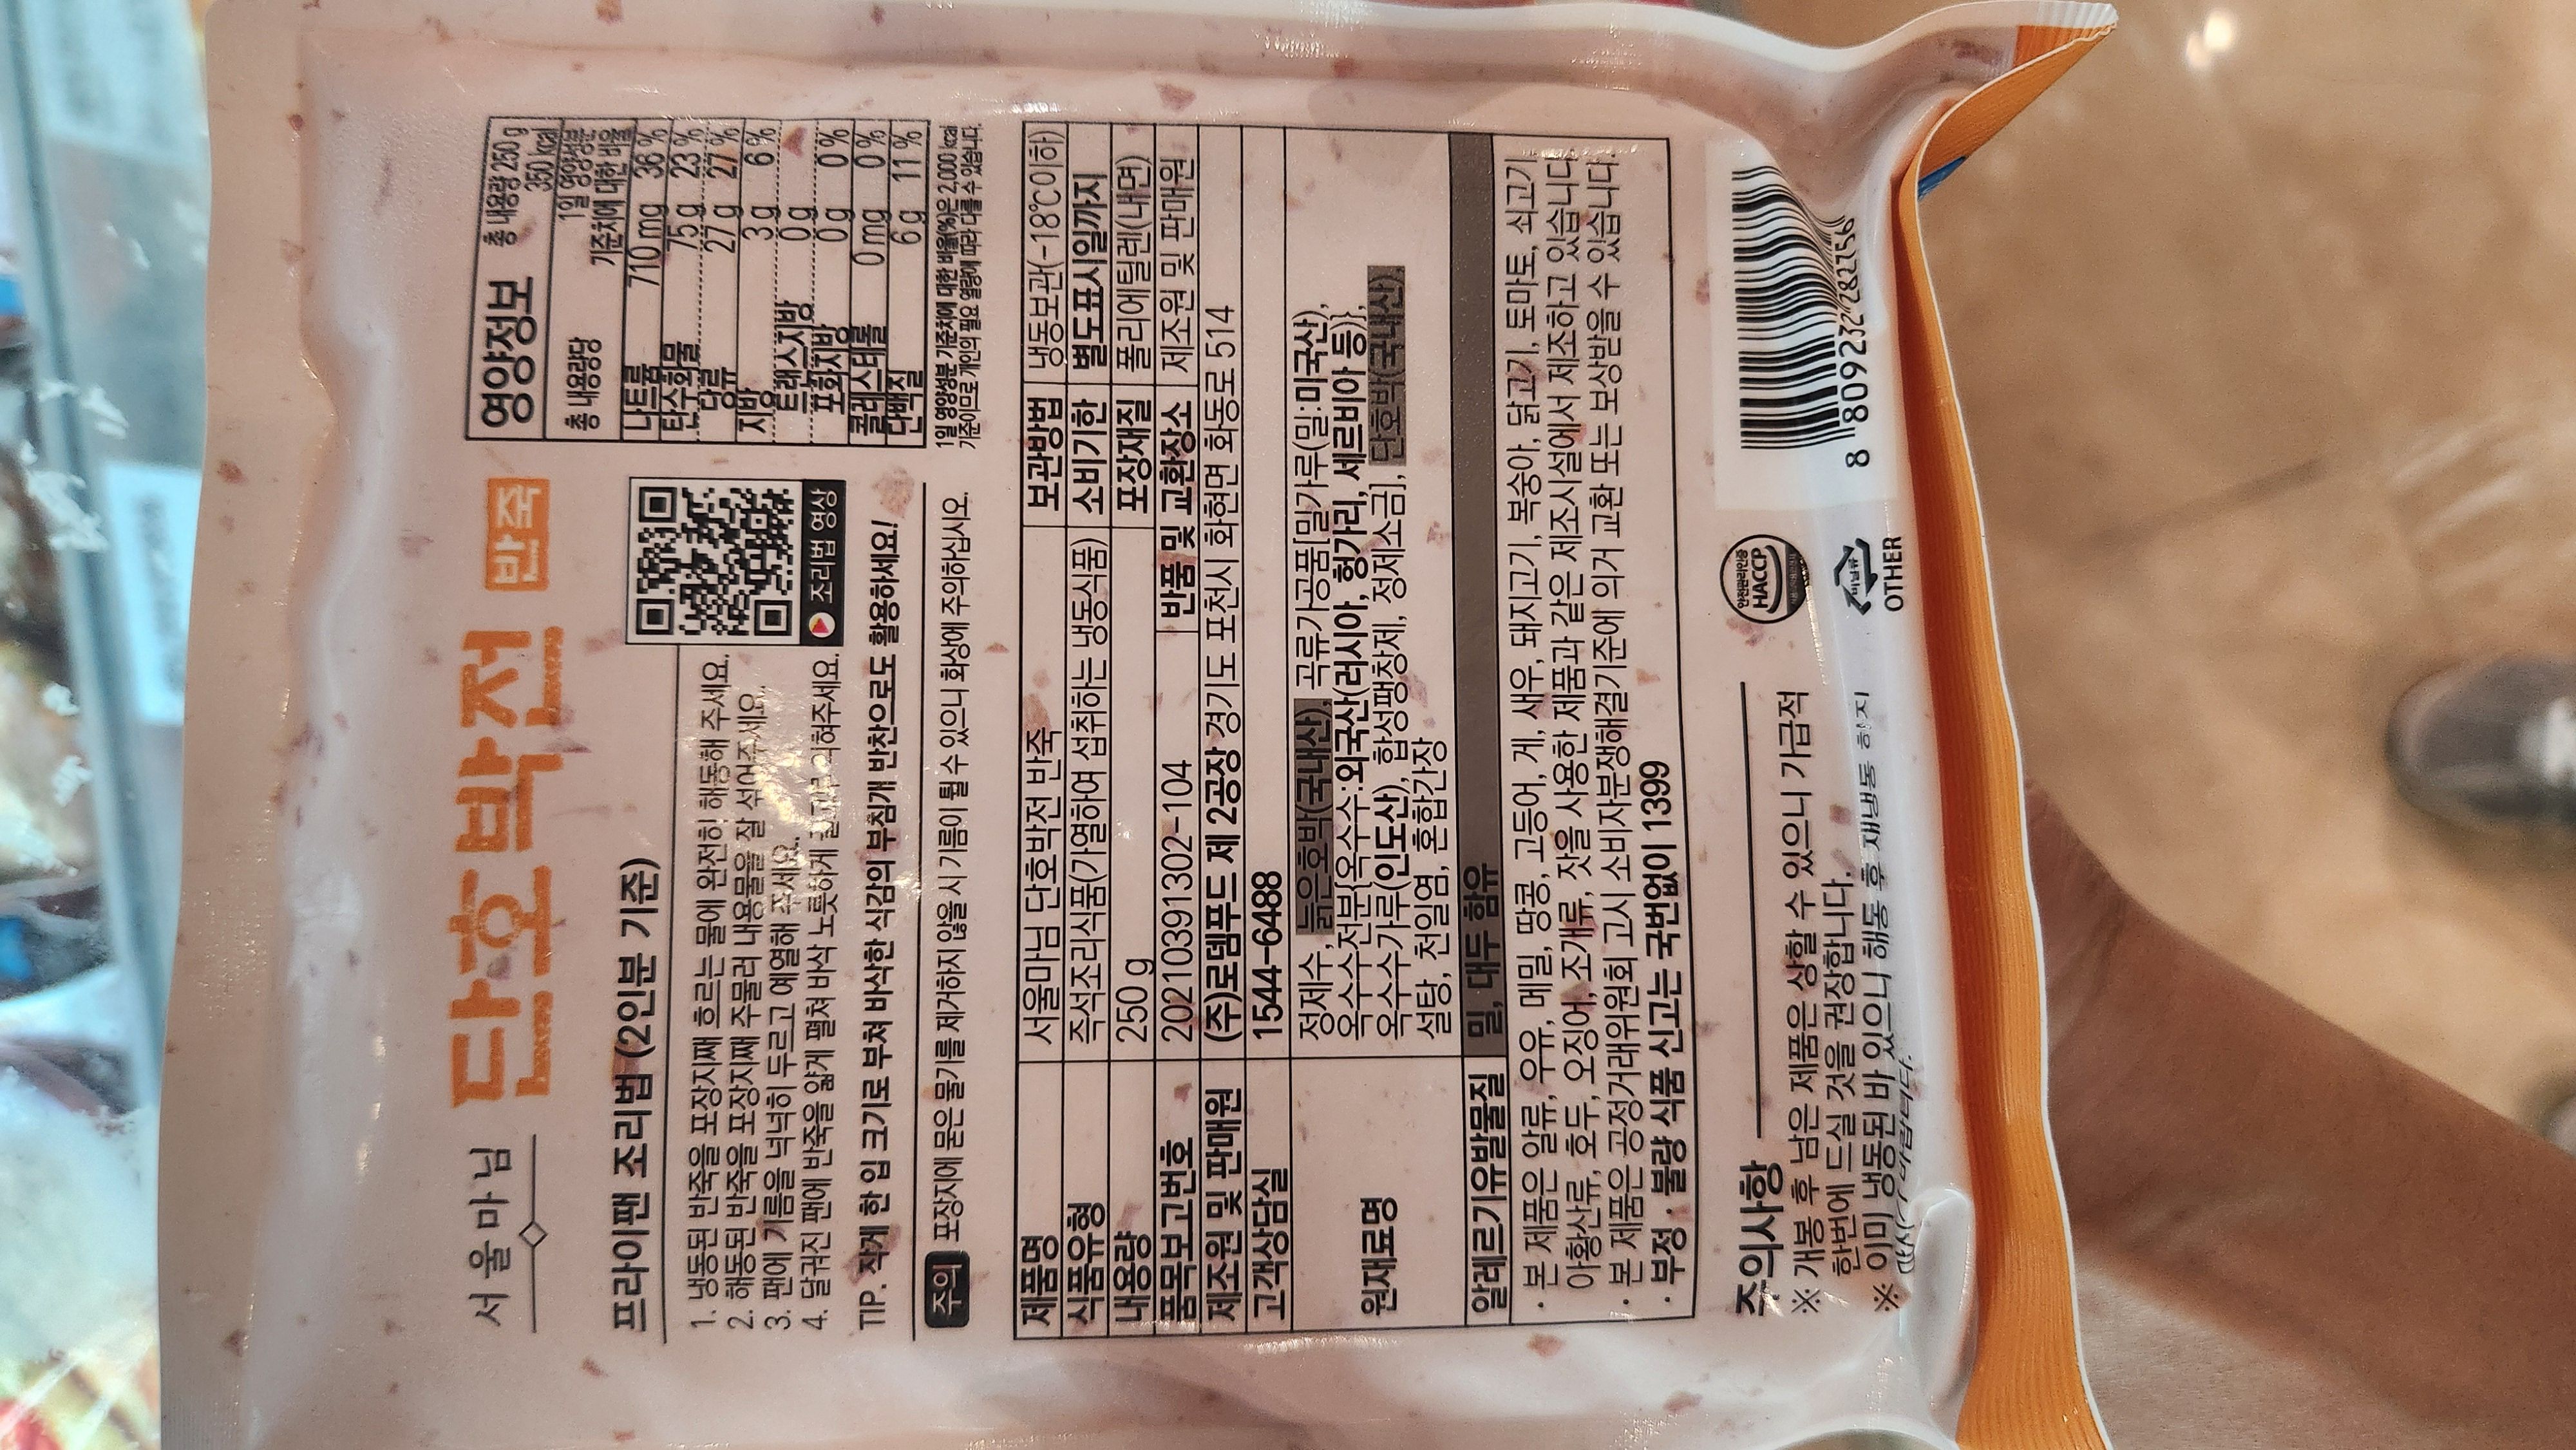 서울마님 단호박전 반죽
프라이팬 조리법 (2인분 기준)
1. 냉동된 반죽을 포장지째 흐르는 물에 완전히 해동해 주세요.
2. 해동된 반죽을 포장지째 주물러 내용물을 잘 섞어주세요.
3. 팬에 기름을 넉넉히 두르고 예열해 주세요.
4. 달궈진 팬에 반죽을 얇게 펼쳐 바삭 노릇하게 골고루 익혀주세요.
조리법 영상
TIP. 작게 한 입 크기로 부쳐 바삭한 식감의 부침개 반찬으로도 활용하세요!
주의 포장지에 묻은 물기를 제거하지 않을 시 기름이 튈 수 있으니 화상에 주의하십시오.
영양정보 총 내용량 250 g
350 kcal
총 내용량당 1일 영양성분
기준치에 대한 비율
나트륨 710 mg 36 %
탄수화물 75 g 23 %
당류 27 g 27 %
지방 3 g 6 %
트랜스지방 0 g
포화지방 0 g 0 %
콜레스테롤 0 mg 0 %
단백질 6 g 11 %
1일 영양성분 기준치에 대한 비율(%)은 2,000 kcal
기준이므로 개인의 필요 열량에 따라 다를 수 있습니다.
제품명 서울마님 단호박전 반죽 보관방법 냉동보관(-18℃이하)
식품유형 즉석조리식품(가열하여 섭취하는 냉동식품) 소비기한 별도표시일까지
내용량 250 g 포장재질 폴리에틸렌(내면)
품목보고번호 20210391302-104 반품 및 교환장소 제조원 및 판매원
제조원 및 판매원 (주)로뎀푸드 제 2공장 경기도 포천시 화현면 화동로 514
고객상담실 1544-6488
원재료명 정제수, 늙은호박(국내산), 곡류가공품[밀가루(밀:미국산),
옥수수전분{옥수수:외국산(러시아, 헝가리, 세르비아 등)},
옥수수가루(인도산), 합성팽창제, 정제소금], 단호박(국내산),
설탕, 천일염, 혼합간장
알레르기유발물질 밀, 대두 함유
· 본 제품은 알류, 우유, 메밀, 땅콩, 고등어, 게, 새우, 돼지고기, 복숭아, 닭고기, 토마토, 쇠고기
아황산류, 호두, 오징어, 조개류, 잣을 사용한 제품과 같은 제조시설에서 제조하고 있습니다.
· 본 제품은 공정거래위원회 고시 소비자분쟁해결기준에 의거 교환 또는 보상받을 수 있습니다.
· 부정 · 불량 식품 신고는 국번없이 1399
주의사항
※ 개봉 후 남은 제품은 상할 수 있으니 가급적
한번에 드실 것을 권장합니다.
※ 이미 냉동된 바 있으니 해동 후 재냉동 하지
마시기 바랍니다.
안전관리인증
HACCP
비닐류
OTHER
8 809232 282756